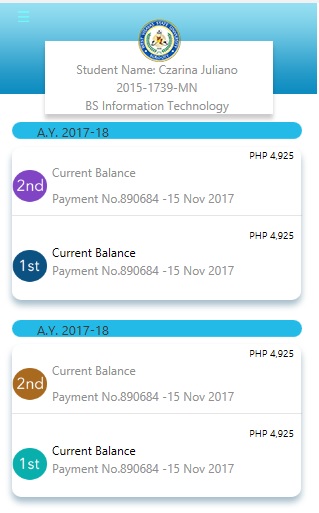 Student Name: Czarina Juliano
2015-1739-MN
BS Information Technology
A.Y. 2017-18
PHP 4,925
2nd
Current Balance
Payment No.890684 -15 Nov 2017
PHP 4,925
1st
Current Balance
Payment No.890684 -15 Nov 2017
A.Y. 2017-18
PHP 4,925
2nd
Current Balance
Payment No.890684 -15 Nov 2017
PHP 4,925
1st
Current Balance
Payment No.890684 -15 Nov 2017